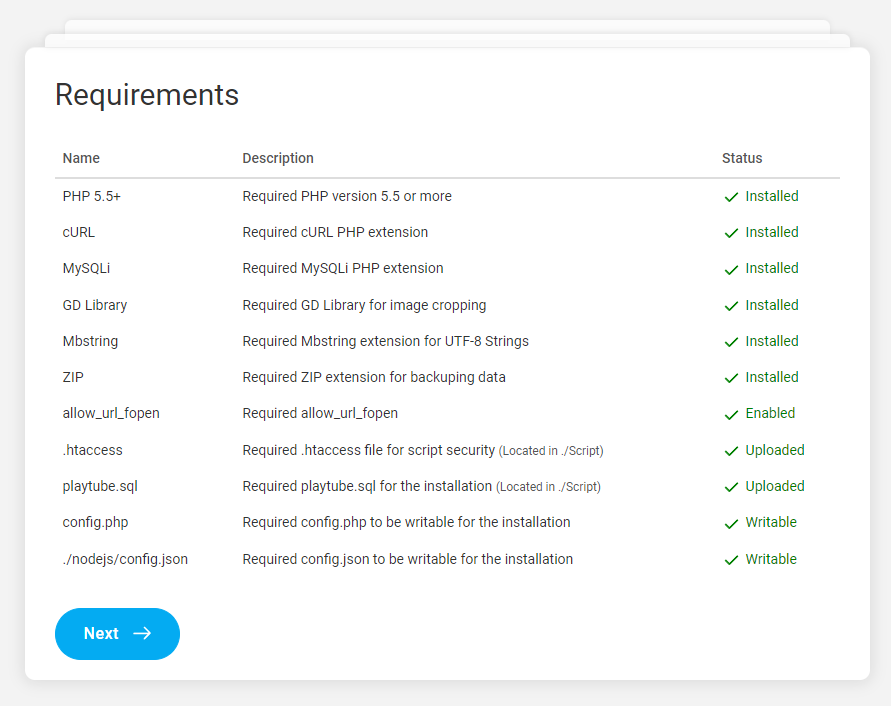 Requirements
Name Description Status
PHP 5.5+ Required PHP version 5.5 or more Installed
cURL Required cURL PHP extension Installed
MySQLi Required MySQLi PHP extension Installed
GD Library Required GD Library for image cropping Installed
Mbstring Required Mbstring extension for UTF-8 Strings Installed
ZIP Required ZIP extension for backuping data Installed
allow_url_fopen Required allow_url_fopen Enabled
.htaccess Required .htaccess file for script security (Located in ./Script) Uploaded
playtube.sql Required playtube.sql for the installation (Located in ./Script) Uploaded
config.php Required config.php to be writable for the installation Writable
./nodejs/config.json Required config.json to be writable for the installation Writable
Next